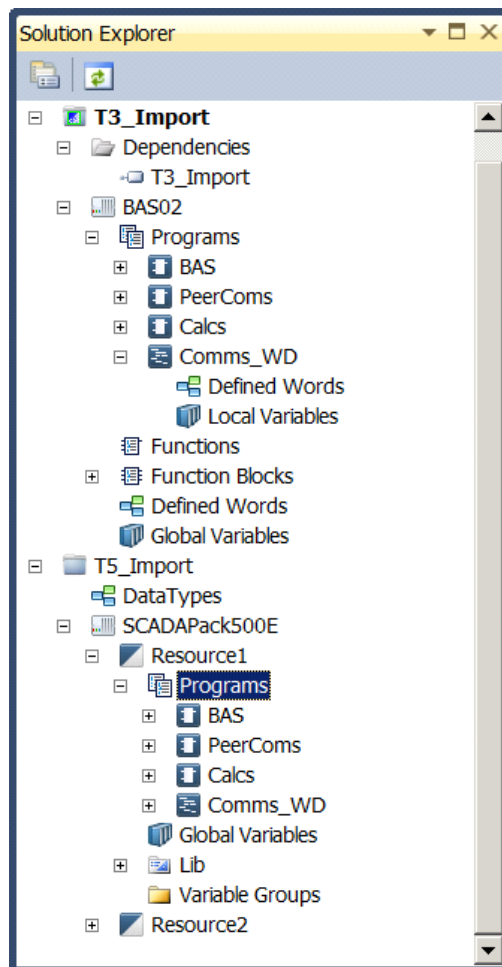 Solution Explorer
T3_Import
Dependencies
T3_Import
BAS02
Programs
BAS
PeerComs
Calcs
Comms_WD
Defined Words
Local Variables
Functions
Function Blocks
Defined Words
Global Variables
T5_Import
DataTypes
SCADAPack500E
Resource1
Programs
BAS
PeerComs
Calcs
Comms_WD
Global Variables
Lib
Variable Groups
Resource2